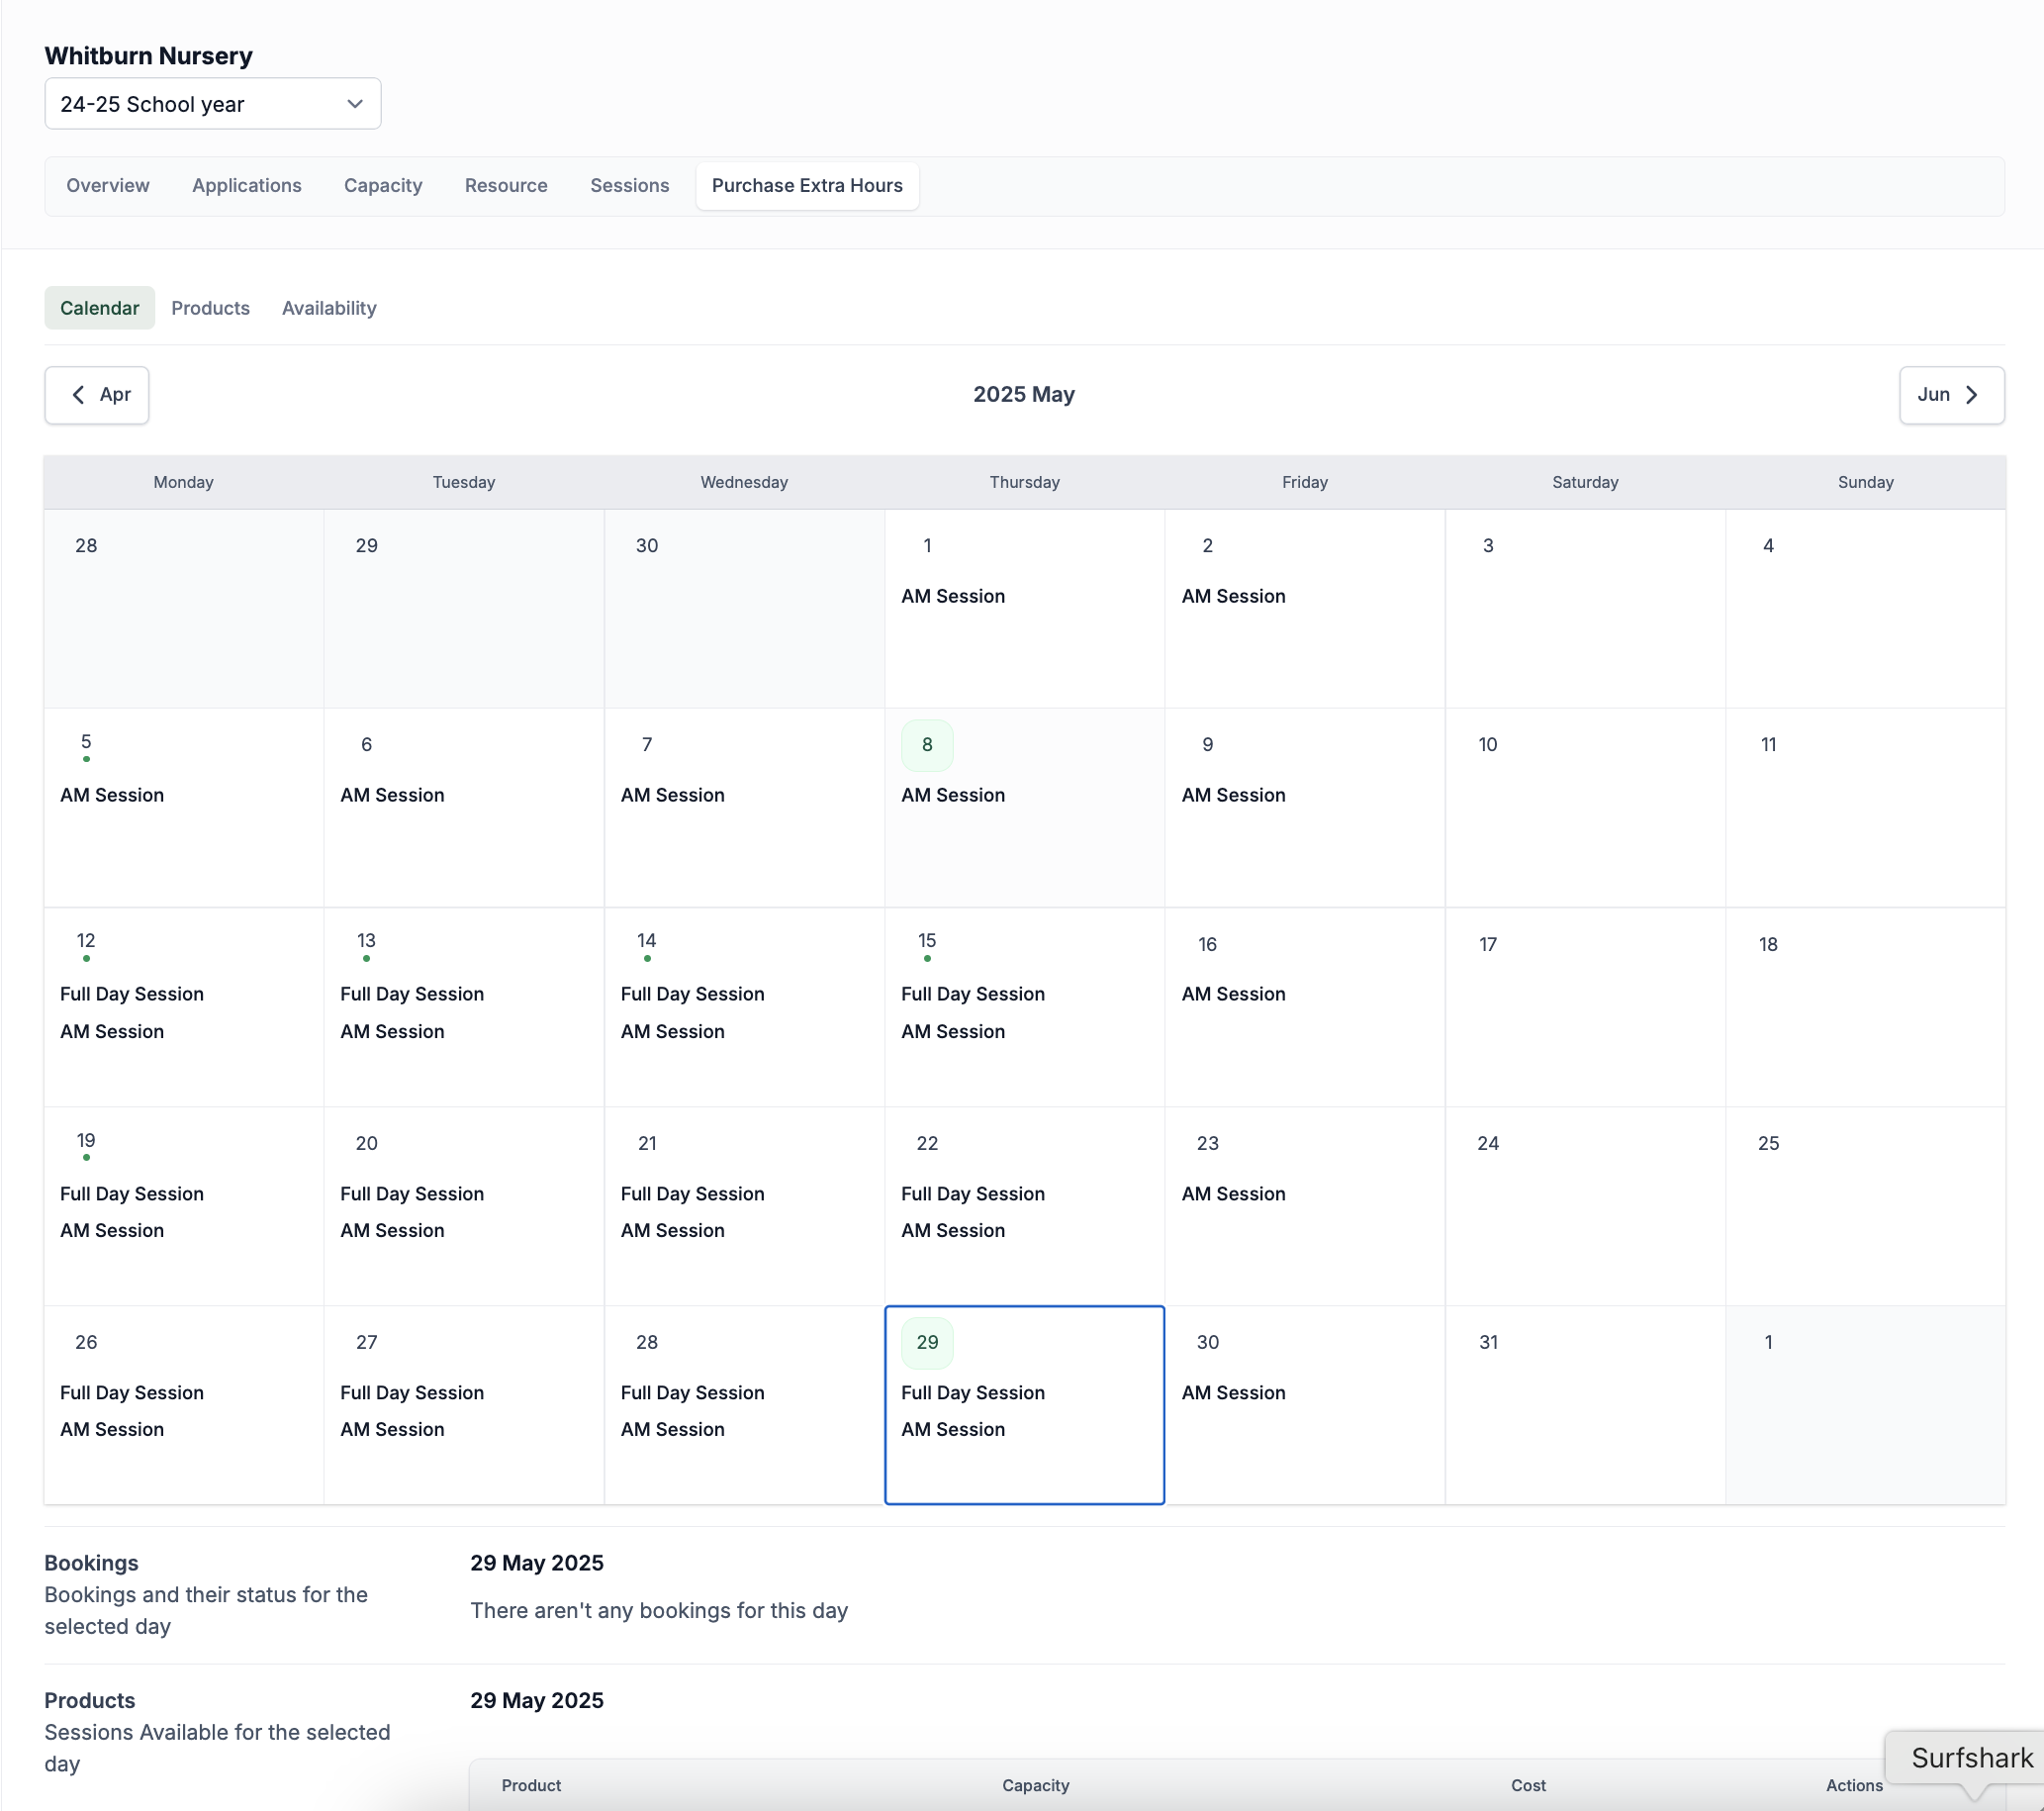 Whitburn Nursery
24-25 School year
Overview Applications Capacity Resource Sessions Purchase Extra Hours
Calendar Products Availability
Apr 2025 May Jun
Monday Tuesday Wednesday Thursday Friday Saturday Sunday
28 29 30 1 2 3 4
AM Session AM Session
5 6 7 8 9 10 11
AM Session AM Session AM Session AM Session AM Session
12 13 14 15 16 17 18
Full Day Session Full Day Session Full Day Session Full Day Session AM Session
AM Session AM Session AM Session AM Session
19 20 21 22 23 24 25
Full Day Session Full Day Session Full Day Session Full Day Session AM Session
AM Session AM Session AM Session AM Session
26 27 28 29 30 31 1
Full Day Session Full Day Session Full Day Session Full Day Session AM Session
AM Session AM Session AM Session AM Session
Bookings
Bookings and their status for the
selected day
29 May 2025
There aren't any bookings for this day
Products
Sessions Available for the selected
day
29 May 2025
Product Capacity Cost Actions
Surfshark